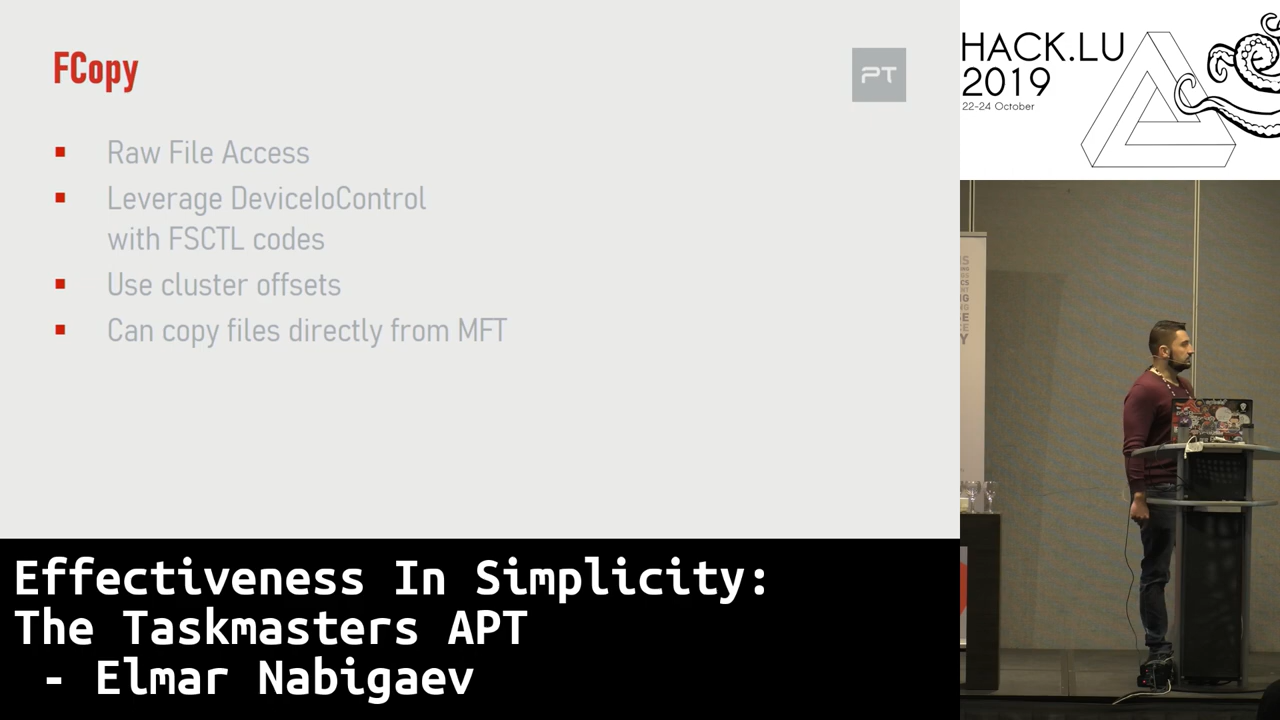 FCopy
PT
Raw File Access
Leverage DeviceIoControl
with FSCTL codes
Use cluster offsets
Can copy files directly from MFT
HACK.LU
2019
22-24 October
Effectiveness In Simplicity:
The Taskmasters APT
- Elmar Nabigaev